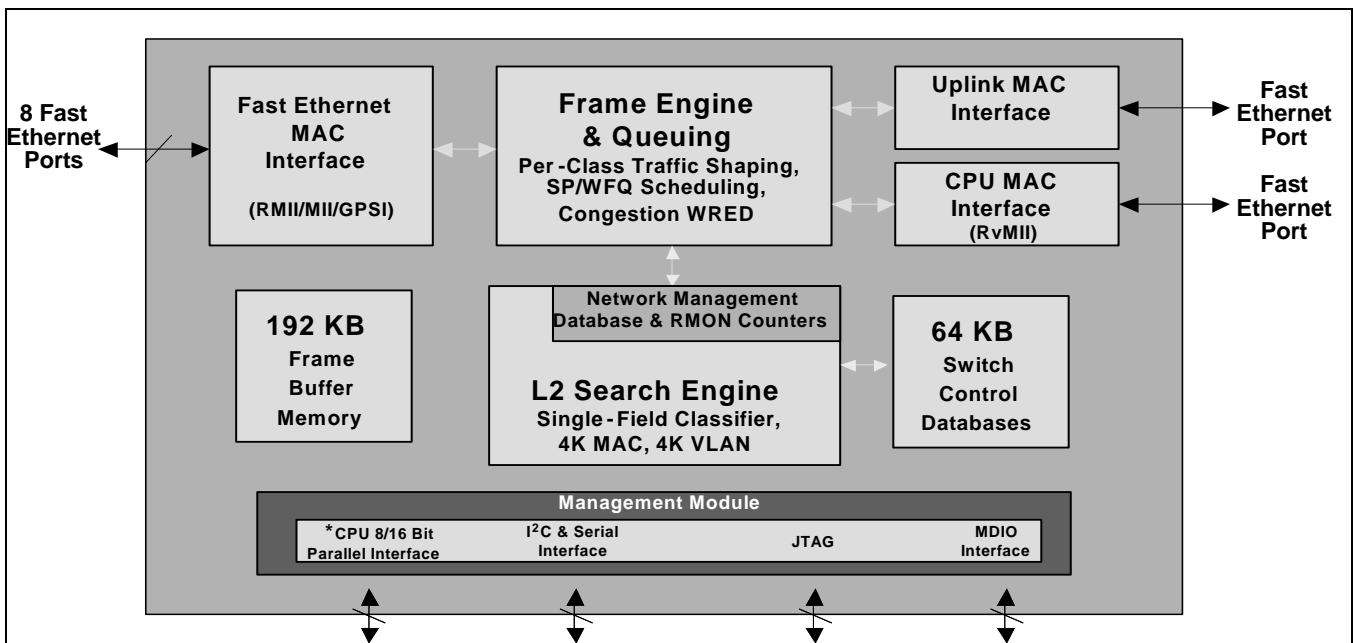 8 Fast
Ethernet
Ports
Fast Ethernet
MAC
Interface
(RMII/MII/GPSI)
Frame Engine
& Queuing
Per-Class Traffic Shaping,
SP/WFQ Scheduling,
Congestion WRED
Uplink MAC
Interface
Fast
Ethernet
Port
CPU MAC
Interface
(RvMII)
Fast
Ethernet
Port
192 KB
Frame
Buffer
Memory
Network Management
Database & RMON Counters
L2 Search Engine
Single-Field Classifier,
4K MAC, 4K VLAN
64 KB
Switch
Control
Databases
Management Module
*CPU 8/16 Bit
Parallel Interface
I²C & Serial
Interface
JTAG
MDIO
Interface